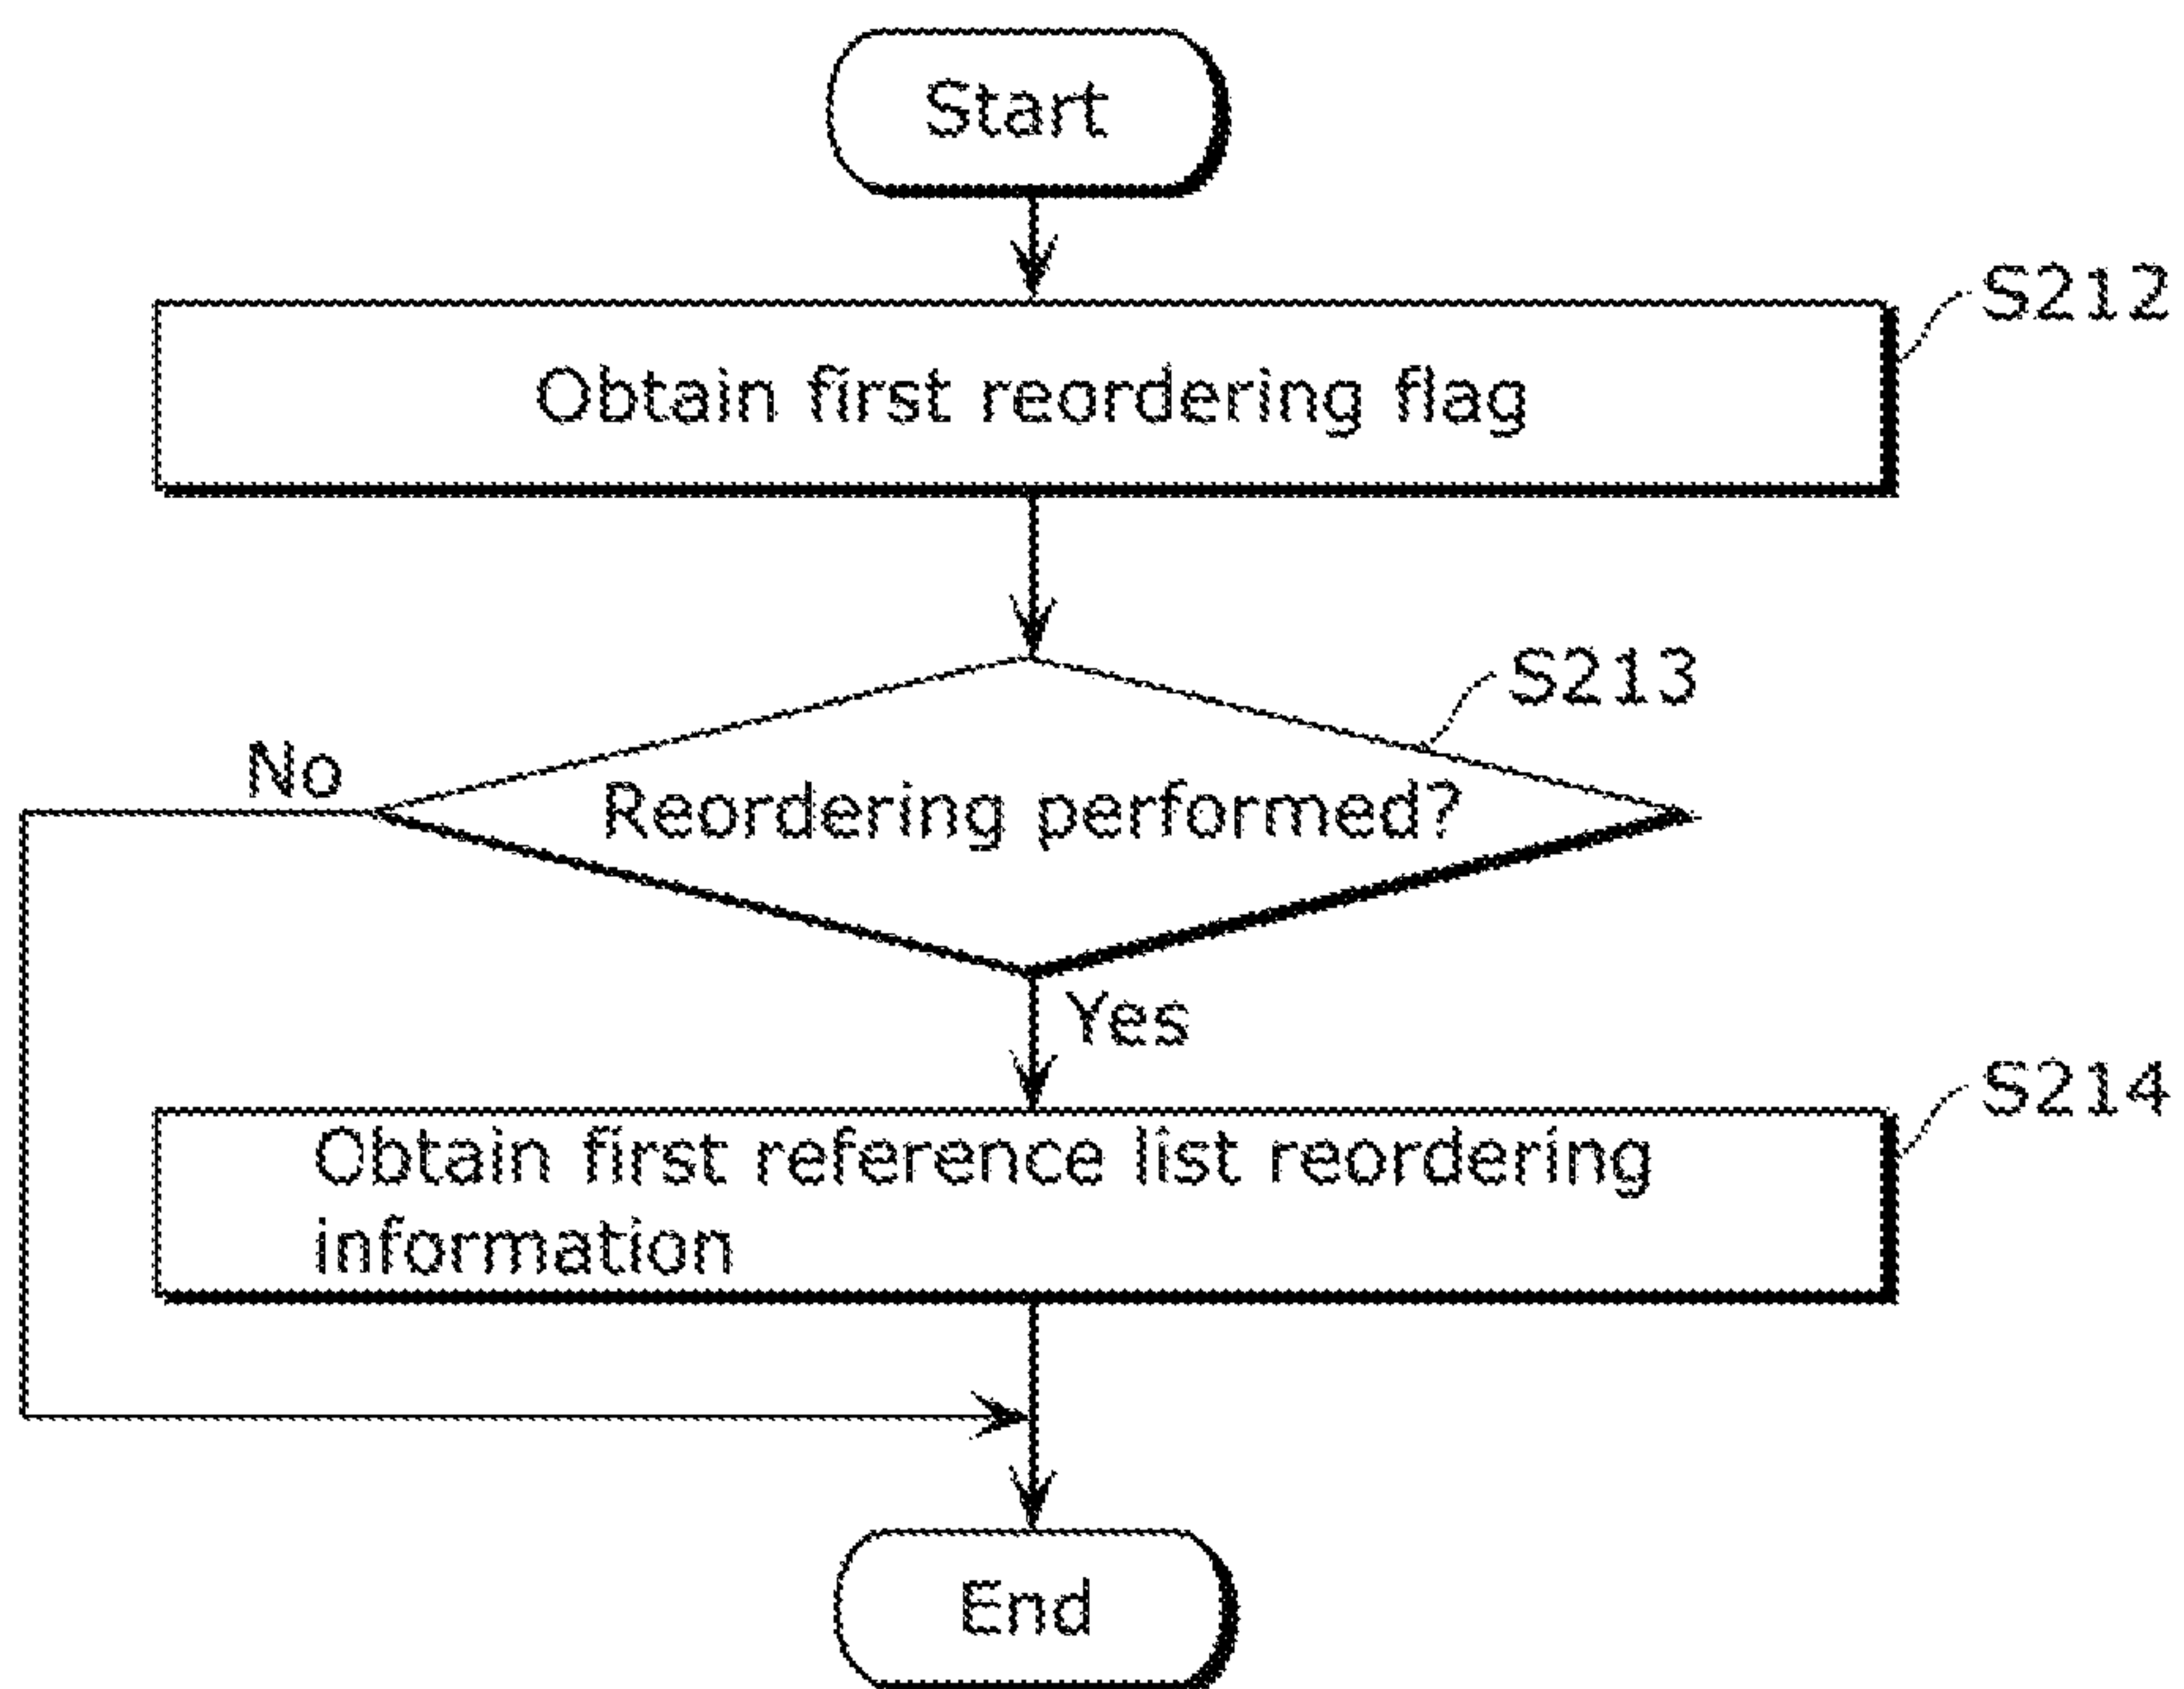 Start
S212
Obtain first reordering flag
S213
No
Reordering performed?
Yes
S214
Obtain first reference list reordering
information
End